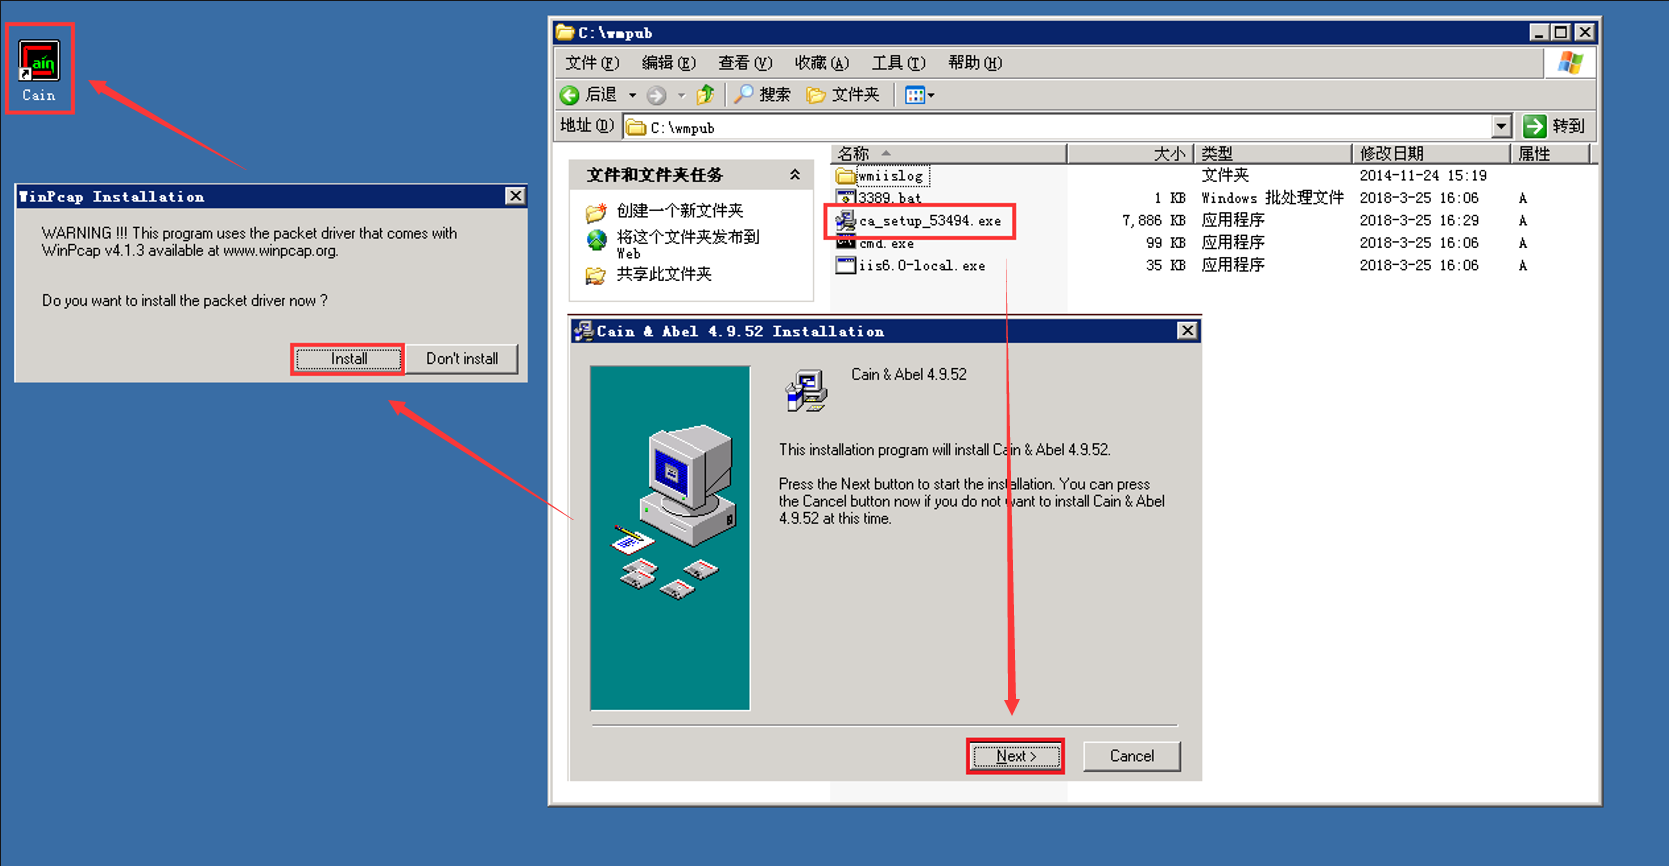 Cain
WinPcap Installation
WARNING !!! This program uses the packet driver that comes with
WinPcap v4.1.3 available at www.winpcap.org.
Do you want to install the packet driver now ?
Install
Don't install
C:\wmpub
文件(F) 编辑(E) 查看(V) 收藏(A) 工具(T) 帮助(H)
后退 搜索 文件夹
地址(D) C:\wmpub 转到
文件和文件夹任务
创建一个新文件夹
将这个文件夹发布到
Web
共享此文件夹
名称 大小 类型 修改日期 属性
wmiislog 文件夹 2014-11-24 15:19
3389.bat 1 KB Windows 批处理文件 2018-3-25 16:06 A
ca_setup_53494.exe 7,886 KB 应用程序 2018-3-25 16:29 A
cmd.exe 99 KB 应用程序 2018-3-25 16:06 A
iis6.0-local.exe 35 KB 应用程序 2018-3-25 16:06 A
Cain & Abel 4.9.52 Installation
Cain & Abel 4.9.52
This installation program will install Cain & Abel 4.9.52.
Press the Next button to start the installation. You can press
the Cancel button now if you do not want to install Cain & Abel
4.9.52 at this time.
Next >
Cancel